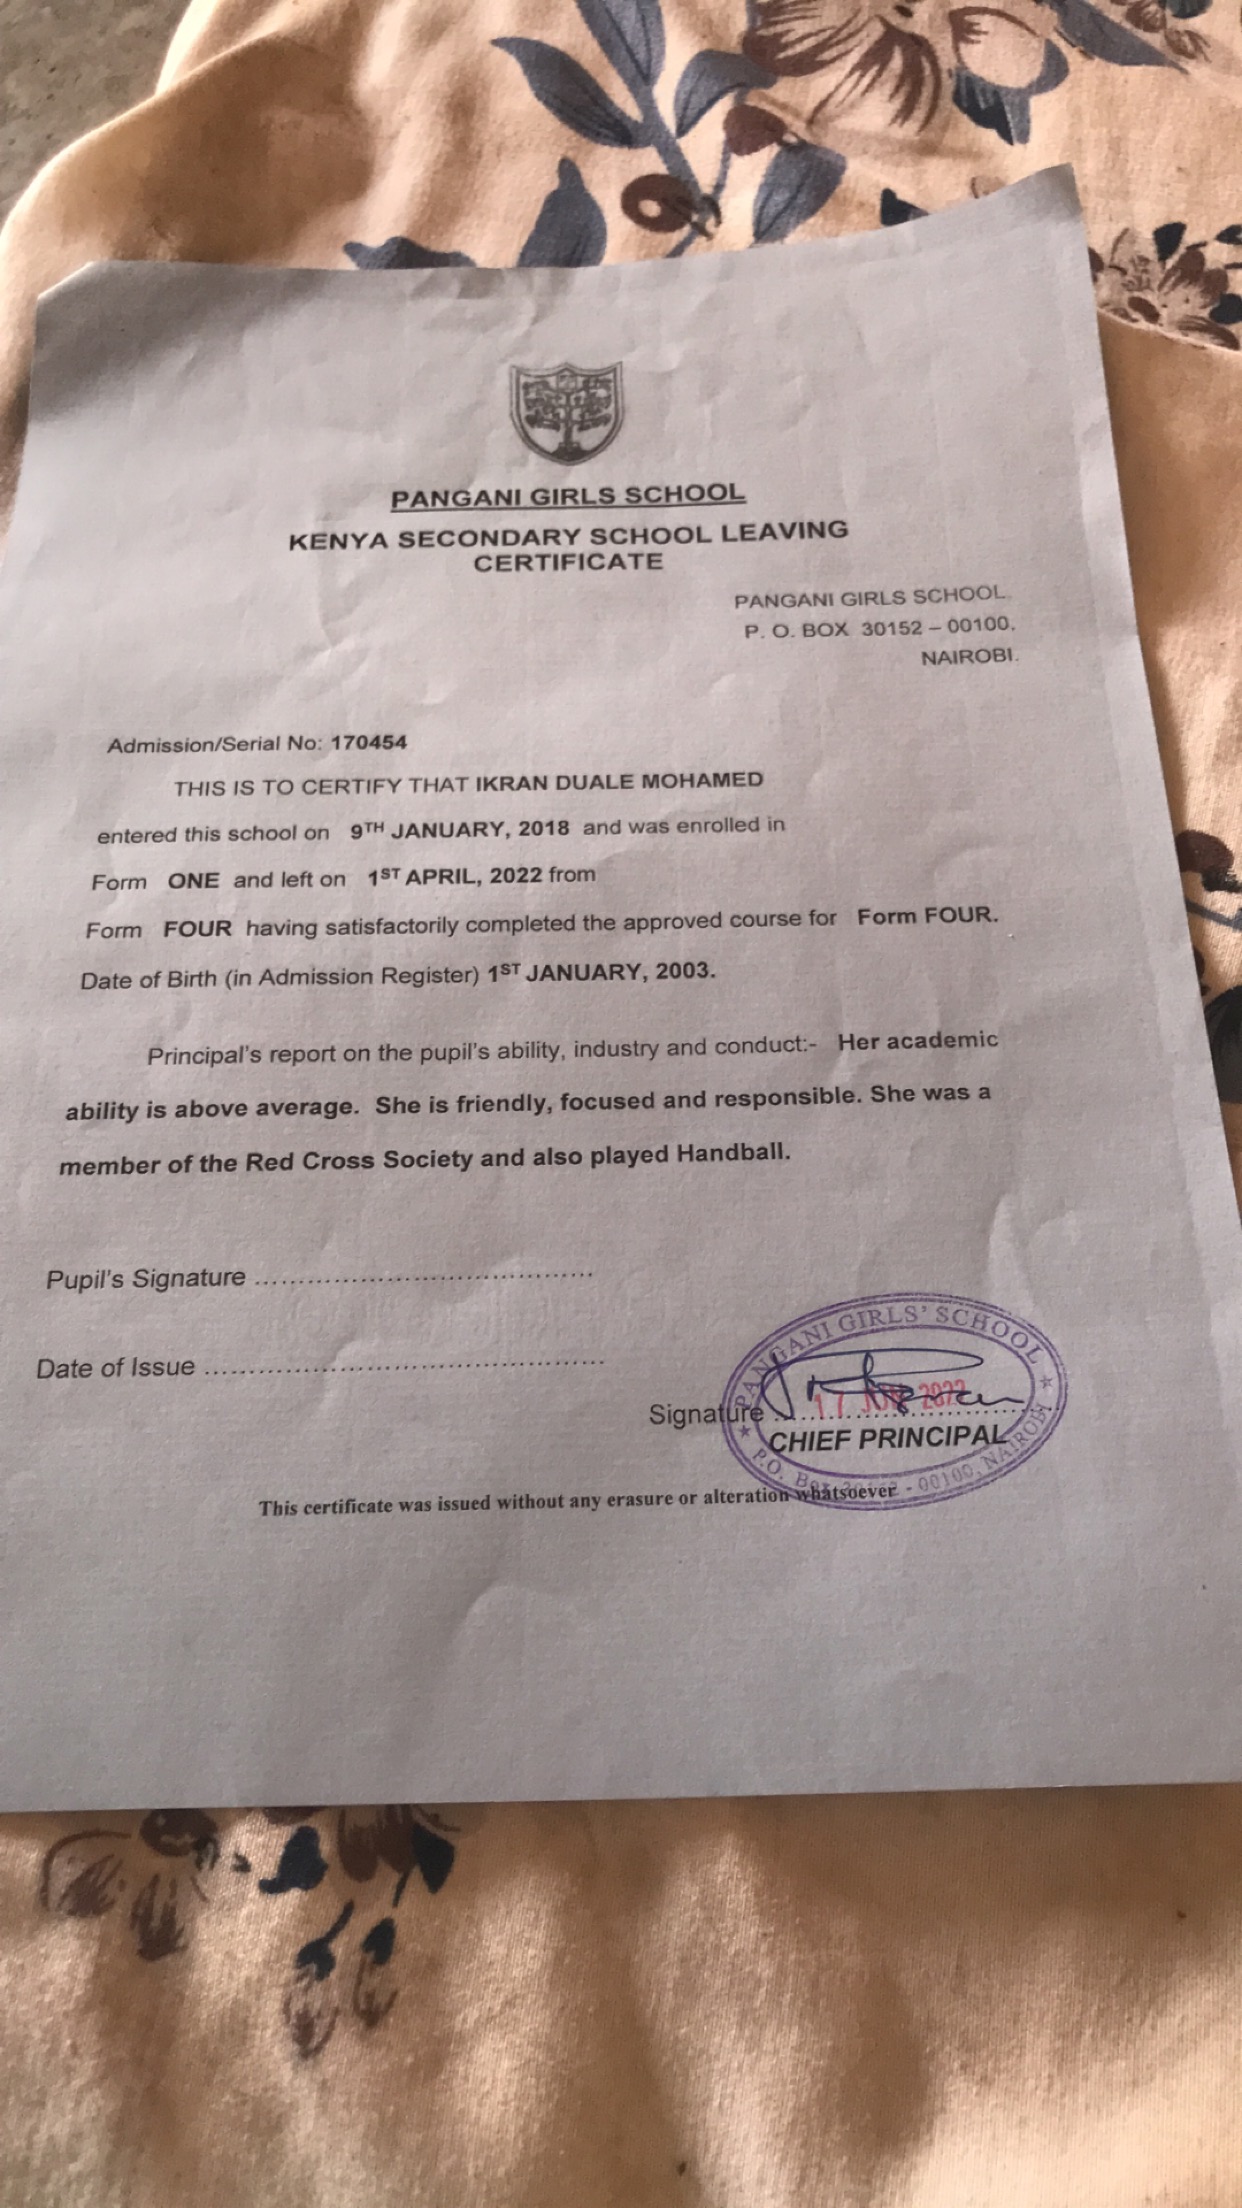 PANGANI GIRLS SCHOOL
KENYA SECONDARY SCHOOL LEAVING
CERTIFICATE
PANGANI GIRLS SCHOOL.
P. O. BOX 30152 – 00100,
NAIROBI.
Admission/Serial No: 170454
THIS IS TO CERTIFY THAT IKRAN DUALE MOHAMED
entered this school on 9TH JANUARY, 2018 and was enrolled in
Form ONE and left on 1ST APRIL, 2022 from
Form FOUR having satisfactorily completed the approved course for Form FOUR.
Date of Birth (in Admission Register) 1ST JANUARY, 2003.
Principal's report on the pupil's ability, industry and conduct:- Her academic
ability is above average. She is friendly, focused and responsible. She was a
member of the Red Cross Society and also played Handball.
Pupil's Signature ......................................
Date of Issue .............................................
PANGANI GIRLS' SCHOOL
17 JUN 2022
Signature ................................
CHIEF PRINCIPAL
P.O. Box 30152 - 00100, NAIROBI
This certificate was issued without any erasure or alteration whatsoever